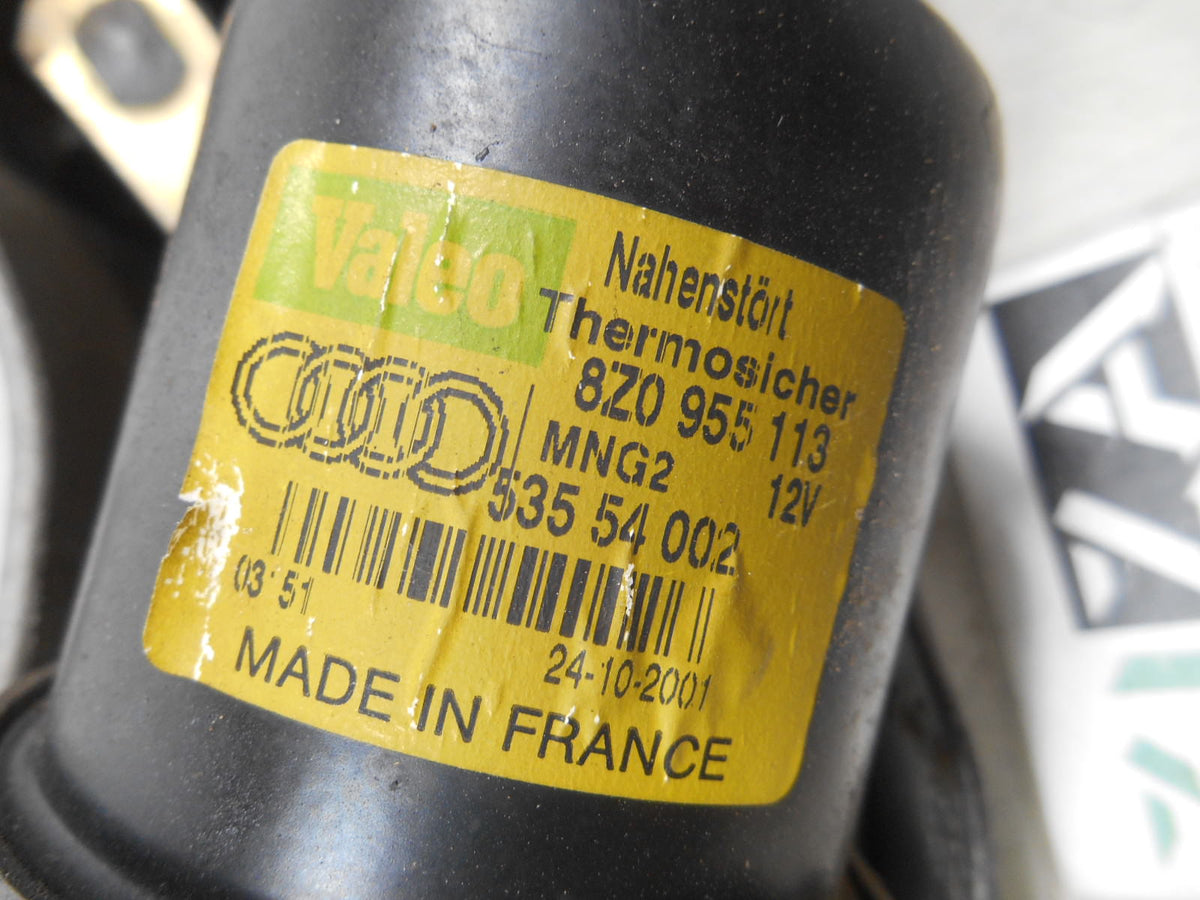 Valeo
Nahenstört
Thermosicher
8Z0 955 113
MNG2
12V
535 54 002
03 51
24-10-2001
MADE IN FRANCE